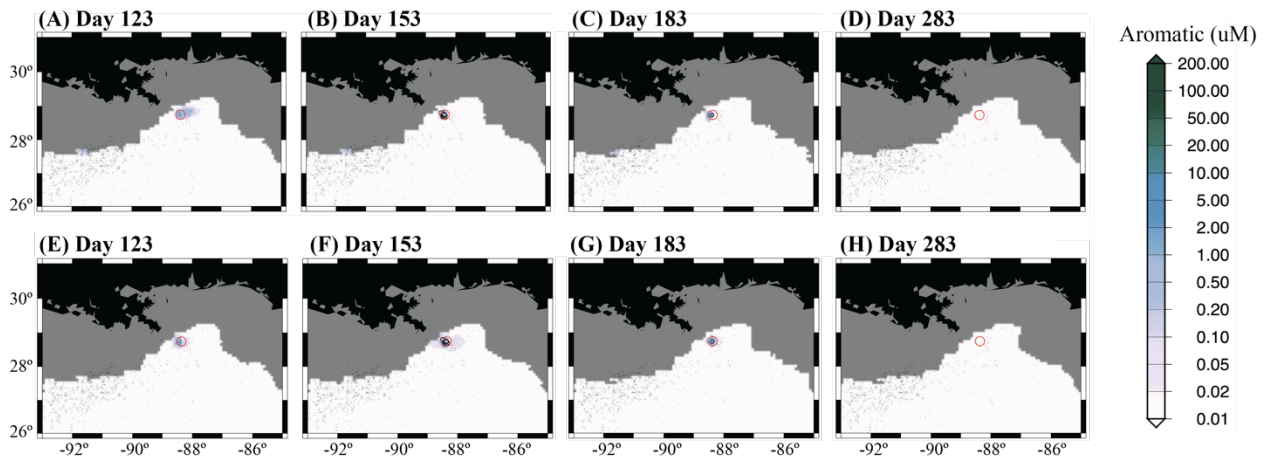 (A) Day 123 (B) Day 153 (C) Day 183 (D) Day 283
Aromatic (uM)
200.00
100.00
50.00
20.00
10.00
5.00
2.00
1.00
0.50
0.20
0.10
0.05
0.02
0.01
30º
28º
26º
(E) Day 123 (F) Day 153 (G) Day 183 (H) Day 283
30º
28º
26º
-92º -90º -88º -86º -92º -90º -88º -86º -92º -90º -88º -86º -92º -90º -88º -86º